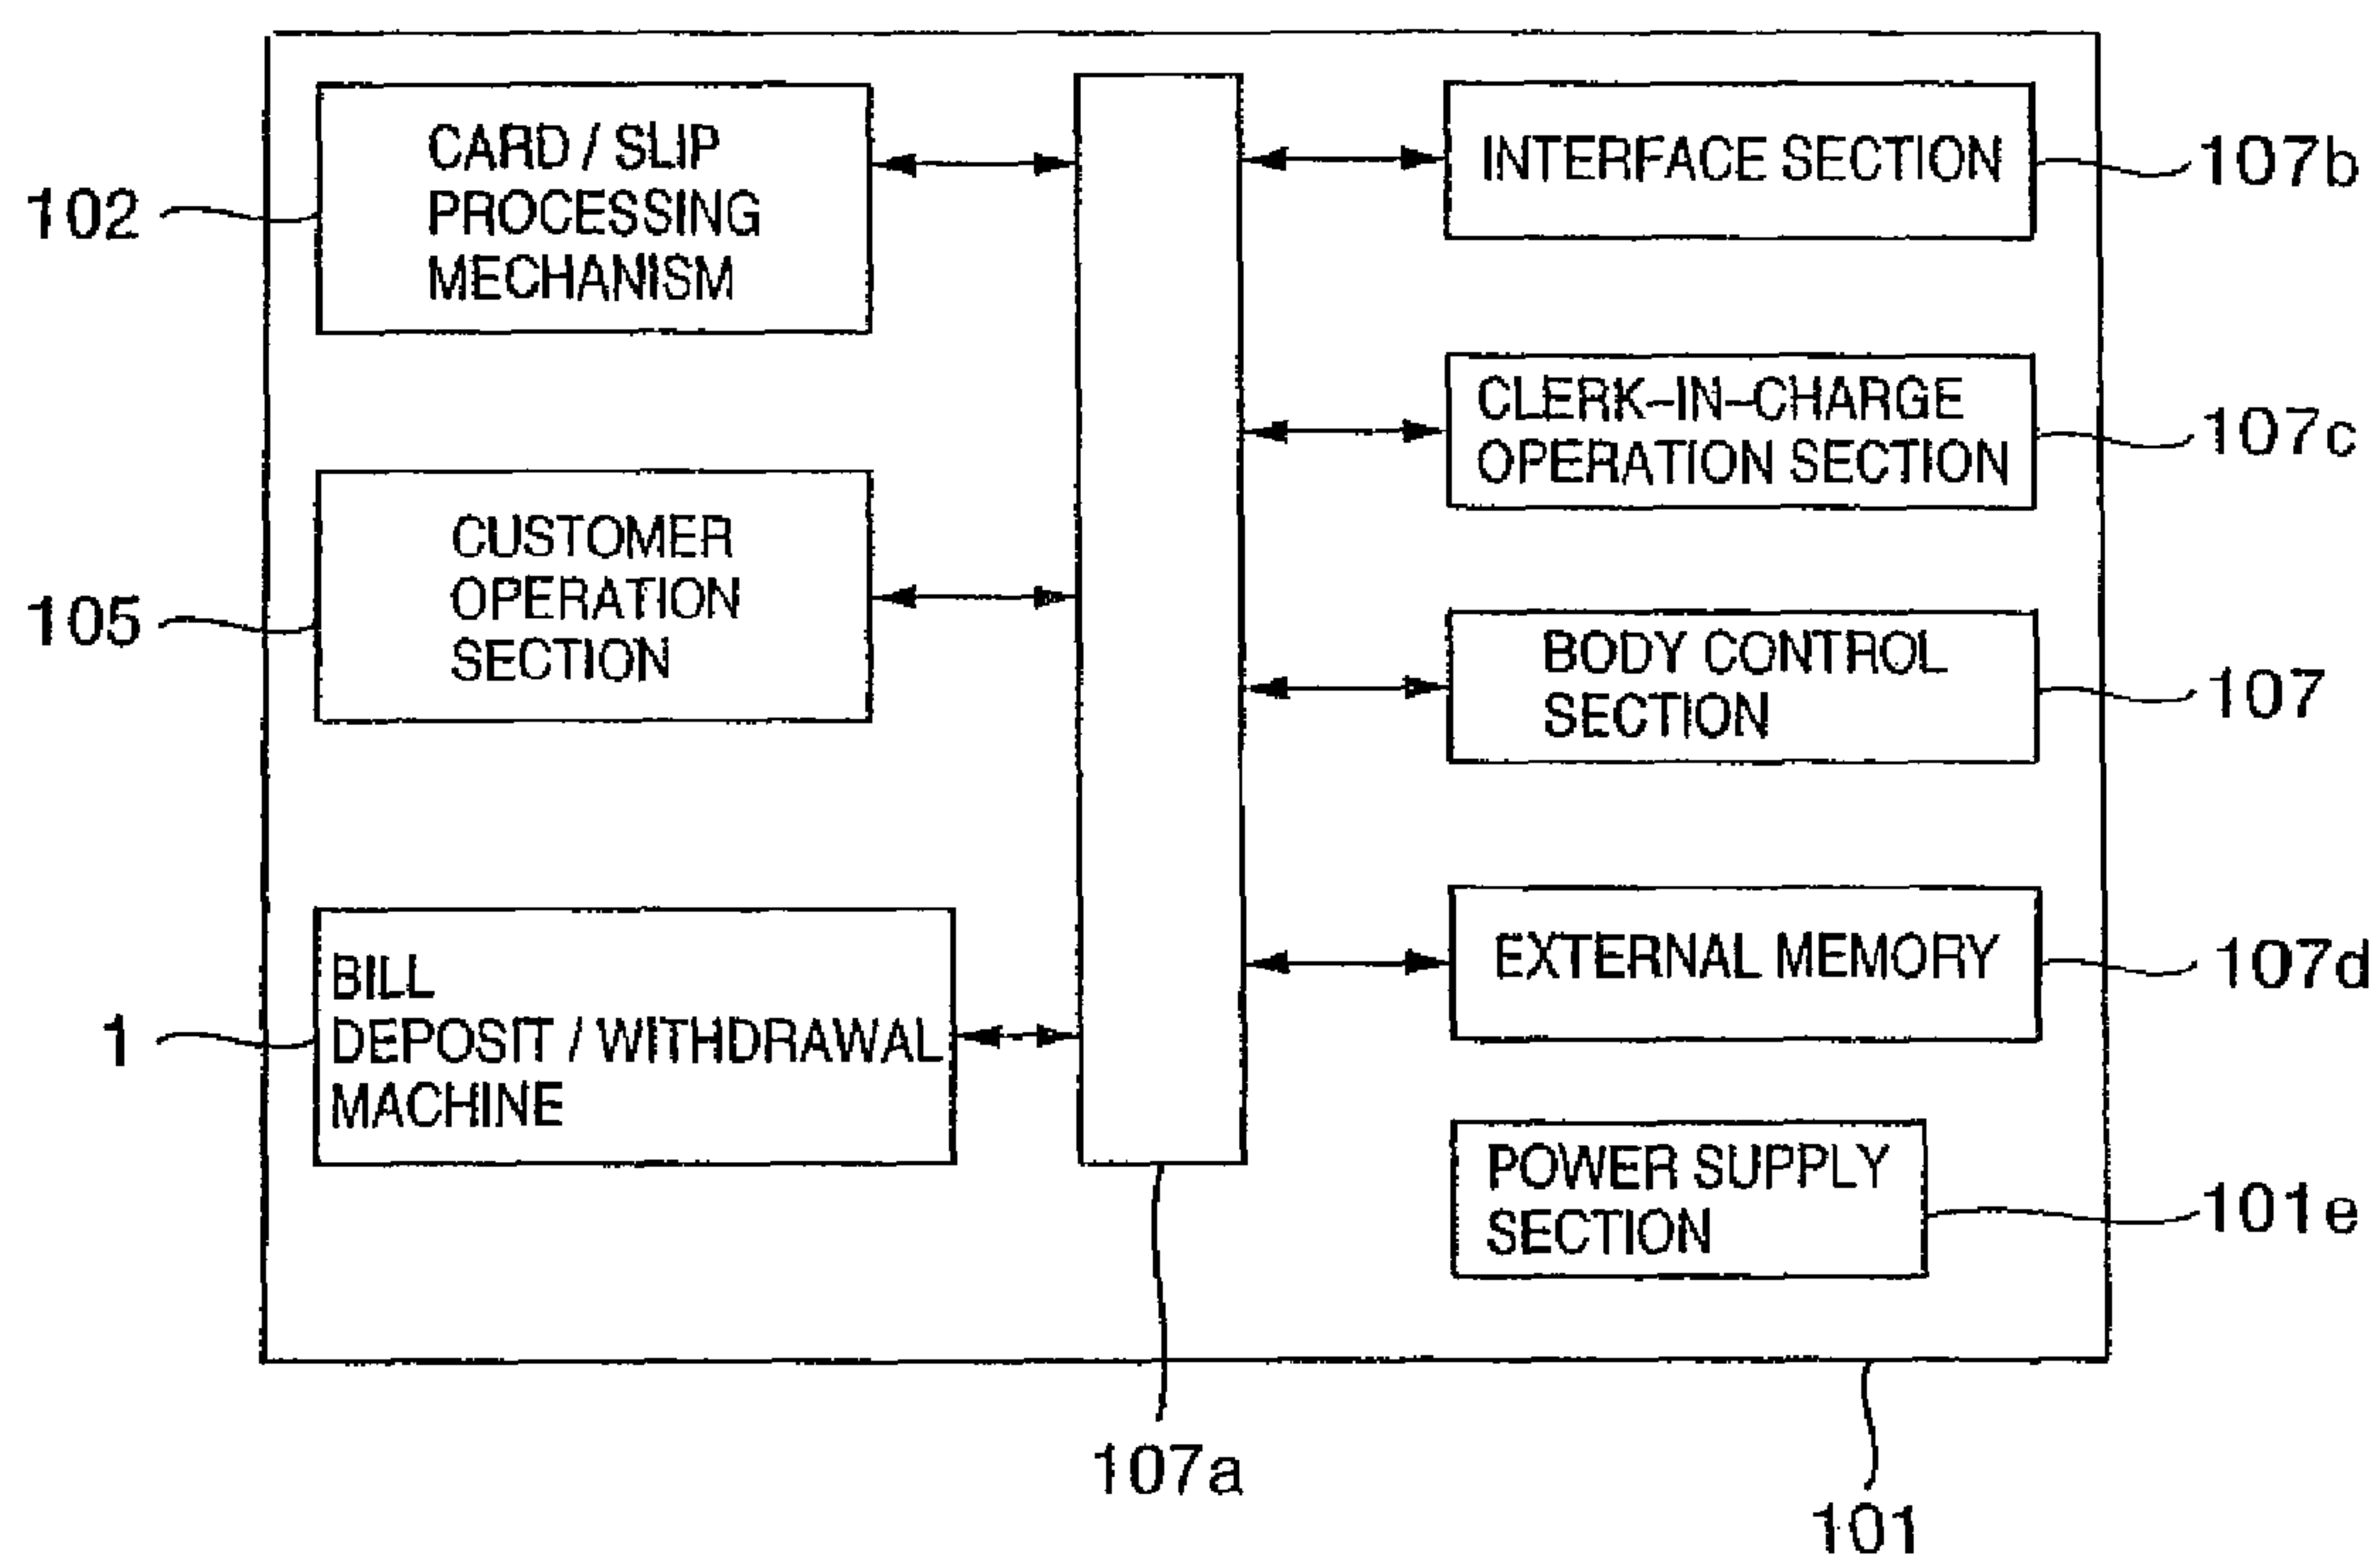 102
CARD / SLIP
PROCESSING
MECHANISM
105
CUSTOMER
OPERATION
SECTION
1
BILL
DEPOSIT / WITHDRAWAL
MACHINE
INTERFACE SECTION
107b
CLERK-IN-CHARGE
OPERATION SECTION
107c
BODY CONTROL
SECTION
107
EXTERNAL MEMORY
107d
POWER SUPPLY
SECTION
101e
107a
101